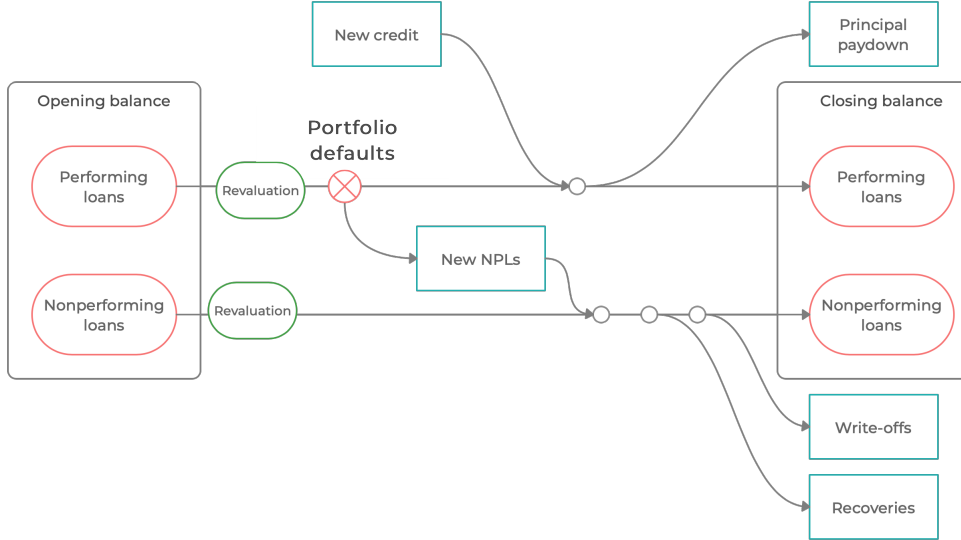 New credit
Principal
paydown
Opening balance
Closing balance
Portfolio
defaults
Performing
loans
Revaluation
Performing
loans
New NPLs
Nonperforming
loans
Revaluation
Nonperforming
loans
Write-offs
Recoveries